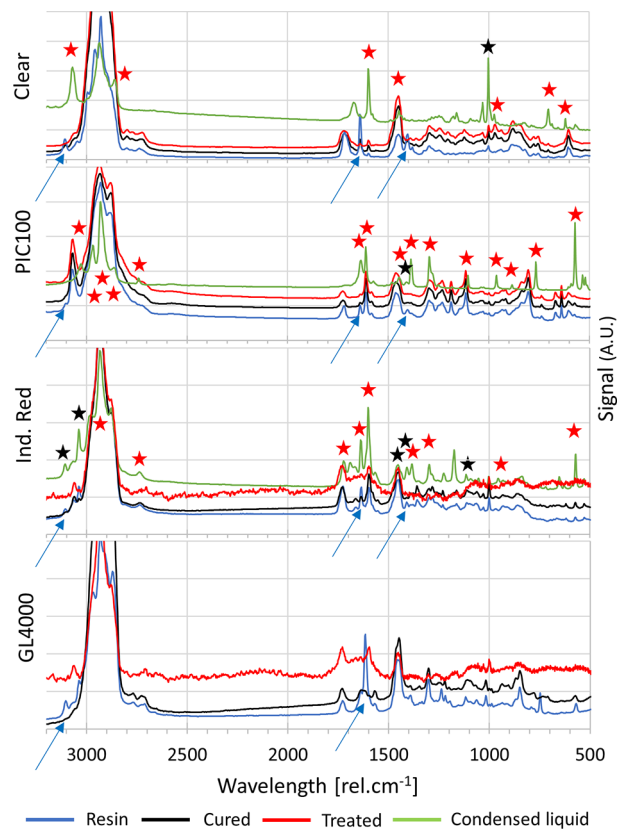 Clear
PIC100
Ind. Red
GL4000
Signal (A.U.)
3000 2500 2000 1500 1000 500
Wavelength [rel.cm⁻¹]
Resin Cured Treated Condensed liquid